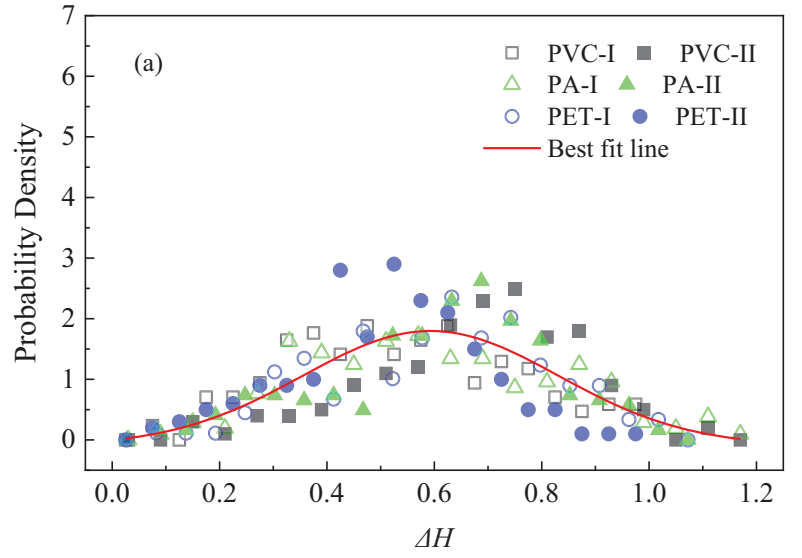 7
6
5
4
3
2
1
0
Probability Density
(a)
PVC-I PVC-II
PA-I PA-II
PET-I PET-II
Best fit line
0.0 0.2 0.4 0.6 0.8 1.0 1.2
ΔH